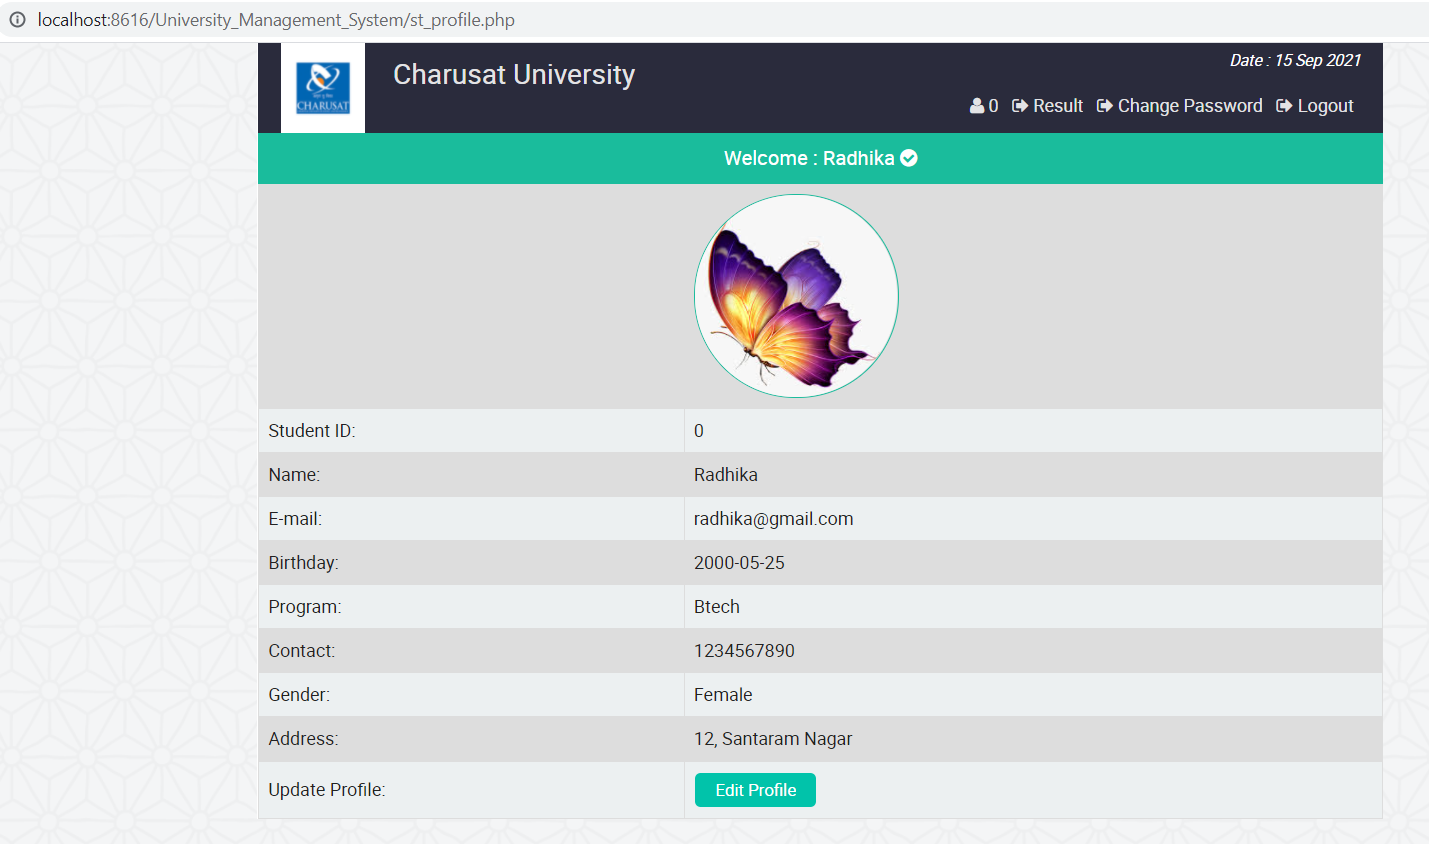 localhost:8616/University_Management_System/st_profile.php
CHARUSAT
Charusat University
Date : 15 Sep 2021
0 Result Change Password Logout
Welcome : Radhika
Student ID: 0
Name: Radhika
E-mail: radhika@gmail.com
Birthday: 2000-05-25
Program: Btech
Contact: 1234567890
Gender: Female
Address: 12, Santaram Nagar
Update Profile: Edit Profile